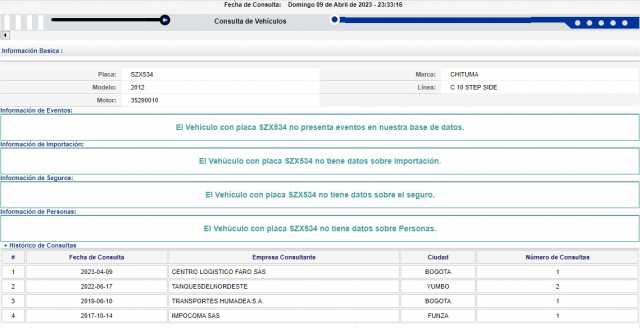 Fecha de Consulta: Domingo 09 de Abril de 2023 - 23:33:16
Consulta de Vehículos
Información Basica :
Placa: SZX534 Marca: CHITUMA
Modelo: 2012 Línea: C 10 STEP SIDE
Motor: 35290010
Información de Eventos:
El Vehículo con placa SZX534 no presenta eventos en nuestra base de datos.
Información de Importación:
El Vehúculo con placa SZX534 no tiene datos sobre Importación.
Información de Seguros:
El Vehículo con placa SZX534 no tiene datos sobre el seguro.
Información de Personas:
El Vehúculo con placa SZX534 no tiene datos sobre Personas.
Histórico de Consultas
# Fecha de Consulta Empresa Consultante Ciudad Número de Consultas
1 2023-04-09 CENTRO LOGISTICO FARO SAS BOGOTA 1
2 2022-06-17 TANQUESDELNORDESTE YUMBO 2
3 2019-06-10 TRANSPORTES HUMADEA S A BOGOTA 1
4 2017-10-14 IMPOCOMA SAS FUNZA 1